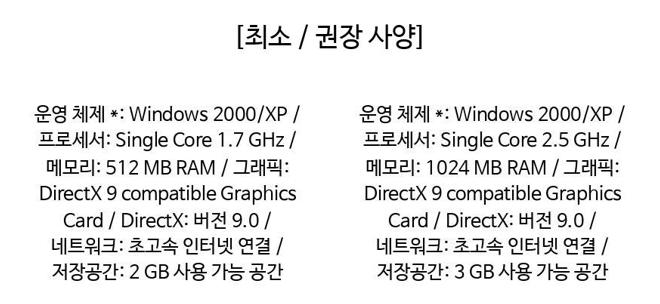 [최소 / 권장 사양]
운영 체제 *: Windows 2000/XP /
프로세서: Single Core 1.7 GHz /
메모리: 512 MB RAM / 그래픽:
DirectX 9 compatible Graphics
Card / DirectX: 버전 9.0 /
네트워크: 초고속 인터넷 연결 /
저장공간: 2 GB 사용 가능 공간
운영 체제 *: Windows 2000/XP /
프로세서: Single Core 2.5 GHz /
메모리: 1024 MB RAM / 그래픽:
DirectX 9 compatible Graphics
Card / DirectX: 버전 9.0 /
네트워크: 초고속 인터넷 연결 /
저장공간: 3 GB 사용 가능 공간